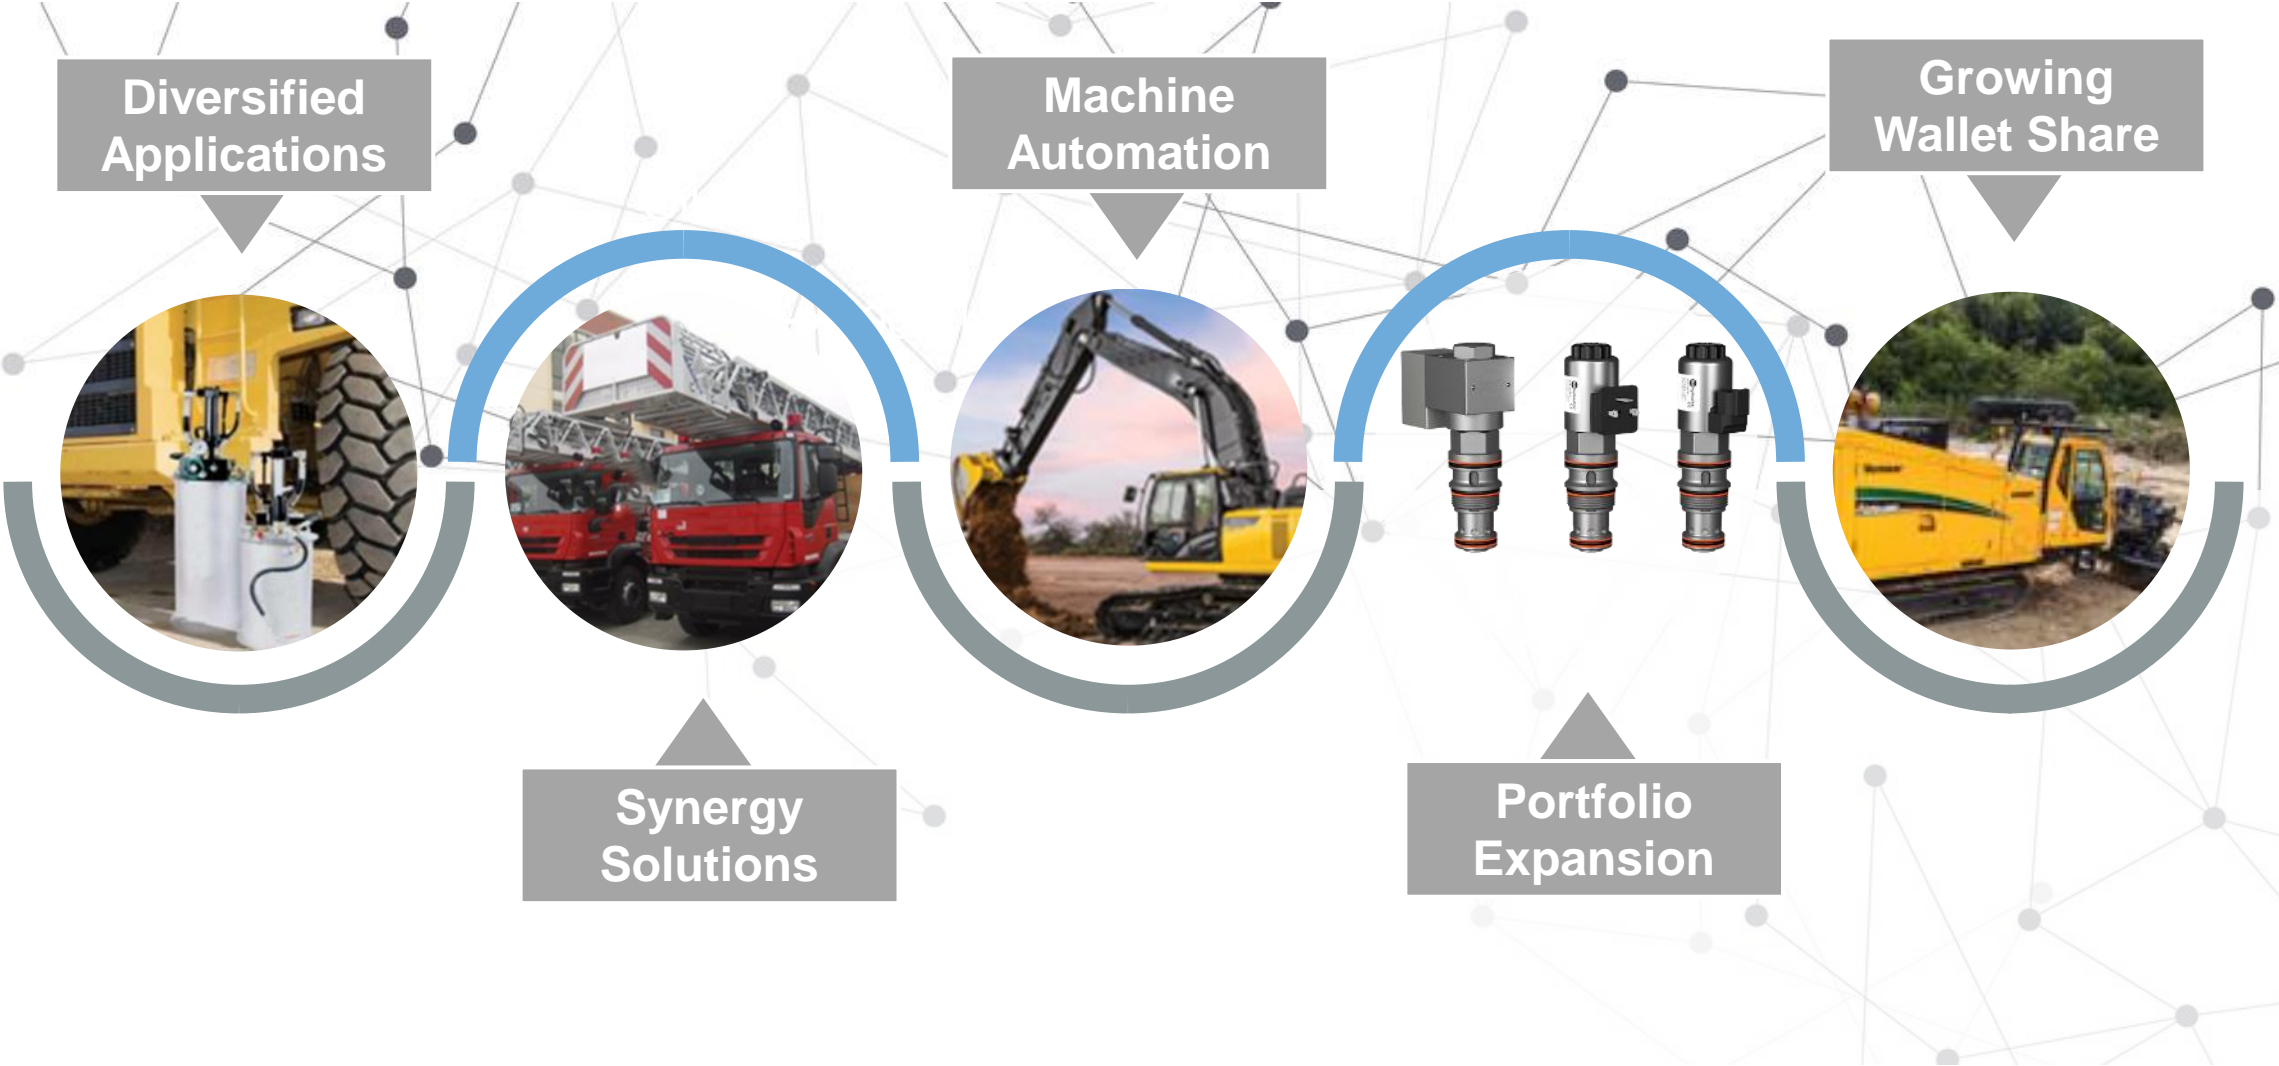 Diversified
Applications
Synergy
Solutions
Machine
Automation
Portfolio
Expansion
Growing
Wallet Share